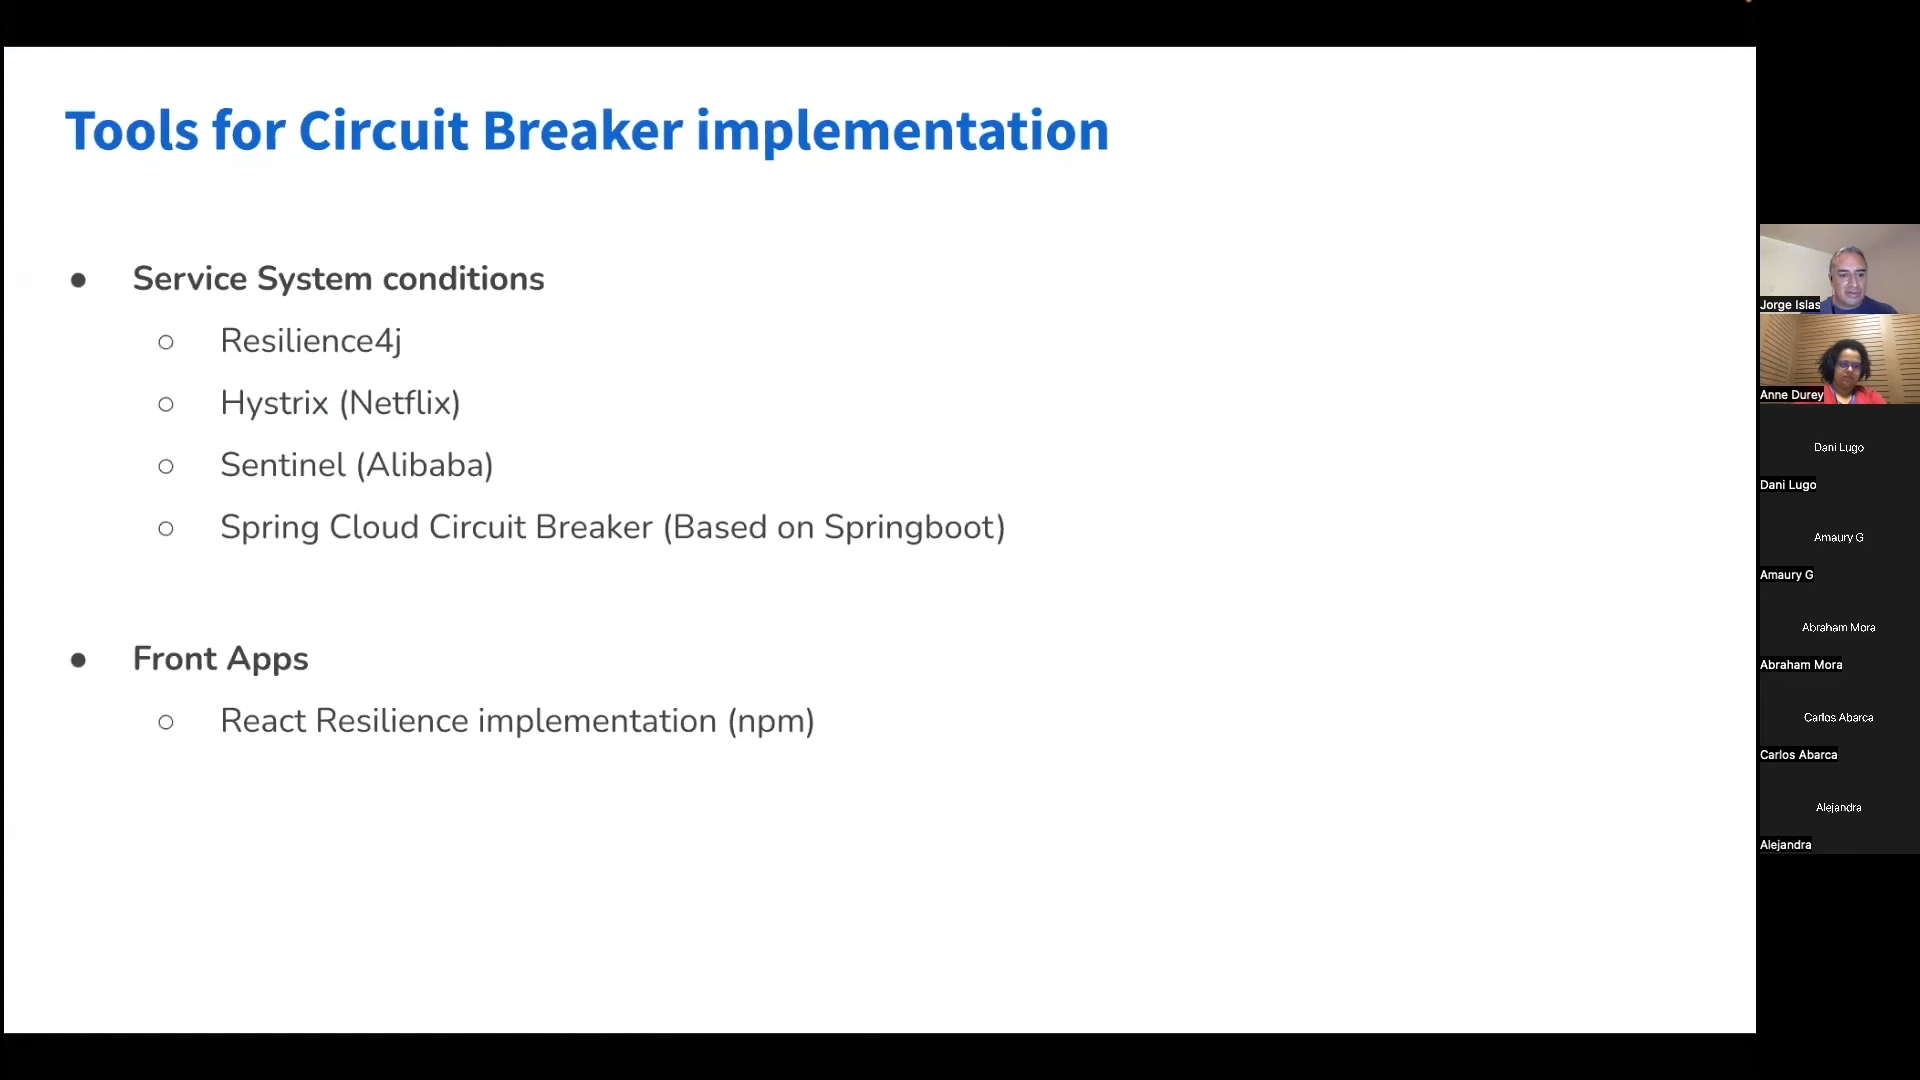 Tools for Circuit Breaker implementation
● Service System conditions
○ Resilience4j
○ Hystrix (Netflix)
○ Sentinel (Alibaba)
○ Spring Cloud Circuit Breaker (Based on Springboot)
● Front Apps
○ React Resilience implementation (npm)
Jorge Islas
Anne Durey
Dani Lugo
Dani Lugo
Amaury G
Amaury G
Abraham Mora
Abraham Mora
Carlos Abarca
Carlos Abarca
Alejandra
Alejandra